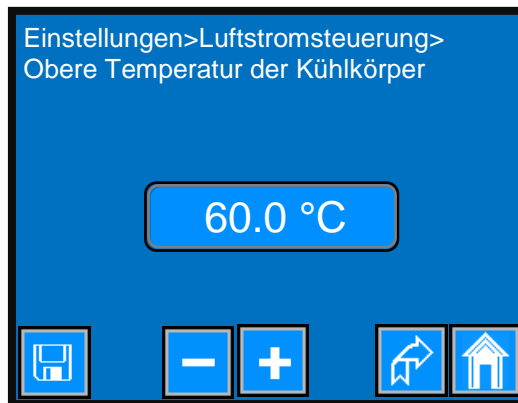 Einstellungen>Luftstromsteuerung>
Obere Temperatur der Kühlkörper
60.0 °C